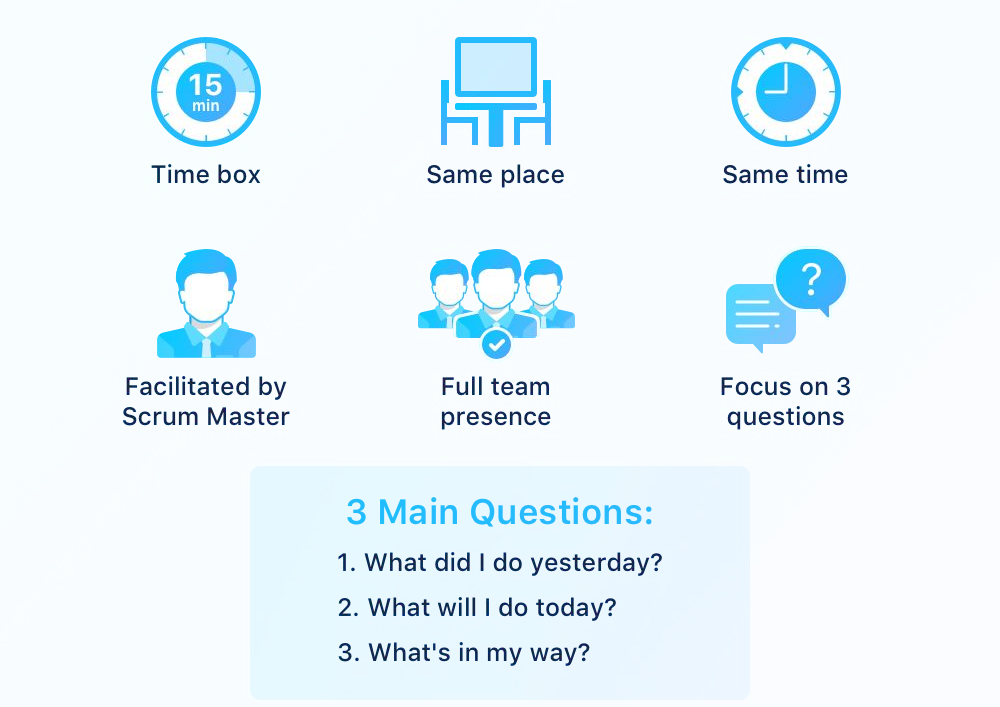 15
min
Time box
Same place
Same time
?
Facilitated by
Scrum Master
Full team
presence
Focus on 3
questions
3 Main Questions:
1. What did I do yesterday?
2. What will I do today?
3. What's in my way?